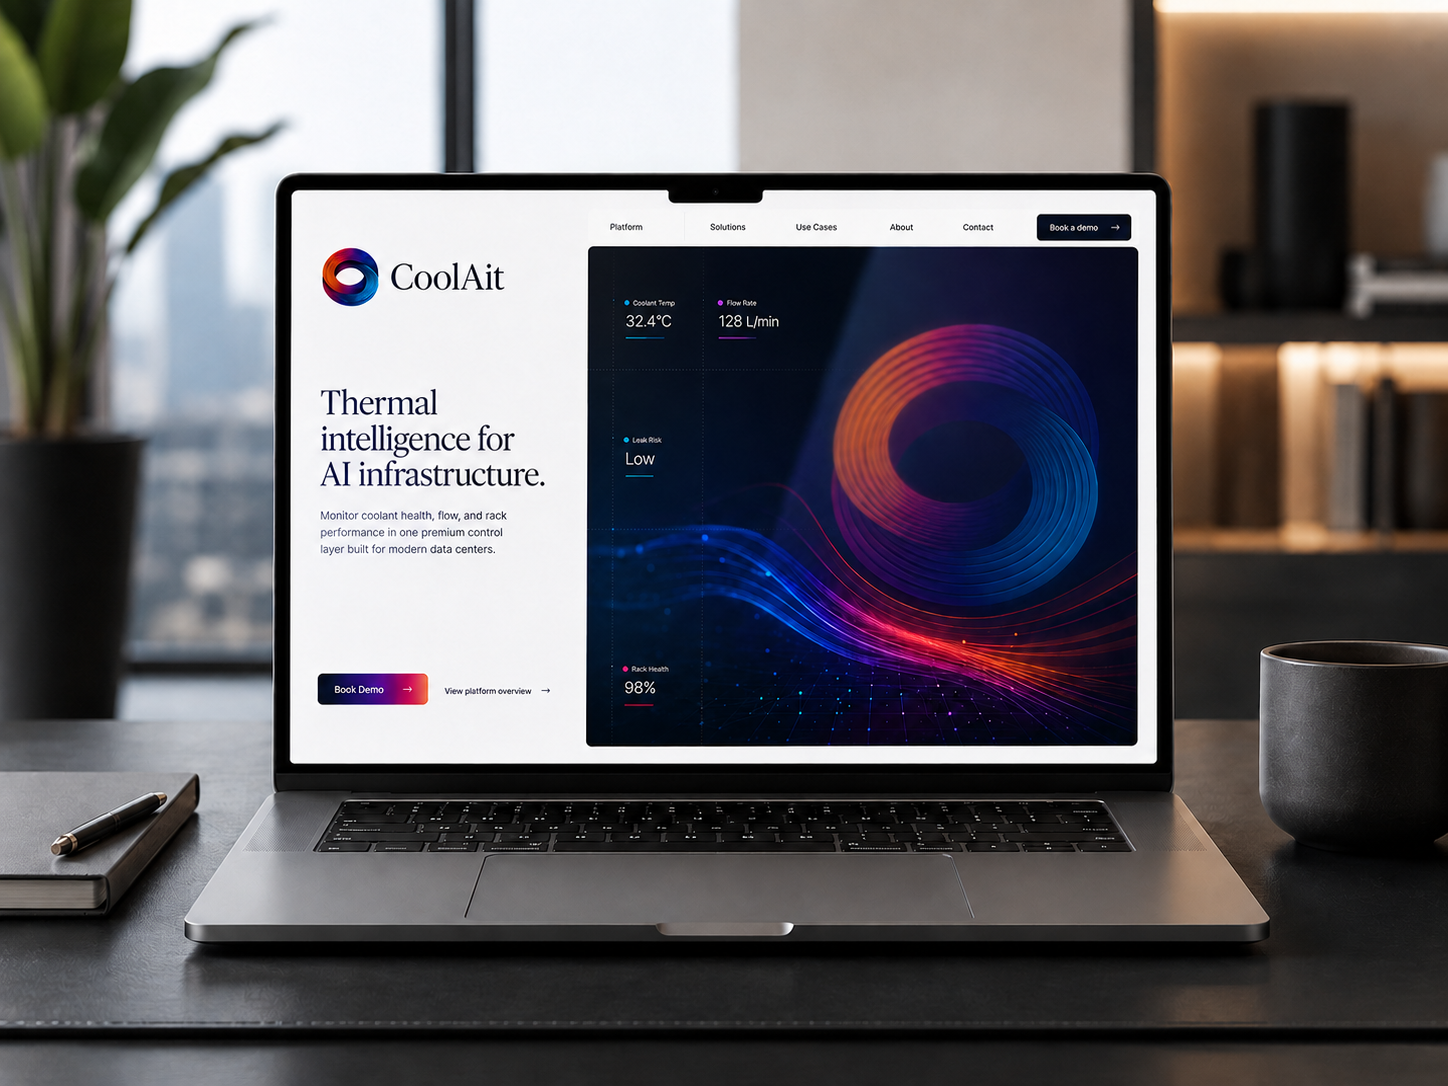 Platform
Solutions
Use Cases
About
Contact
Book a demo
CoolAit
Thermal
intelligence for
AI infrastructure.
Monitor coolant health, flow, and rack
performance in one premium control
layer built for modern data centers.
Book Demo
View platform overview
Coolant Temp
32.4°C
Flow Rate
128 L/min
Leak Risk
Low
Rack Health
98%